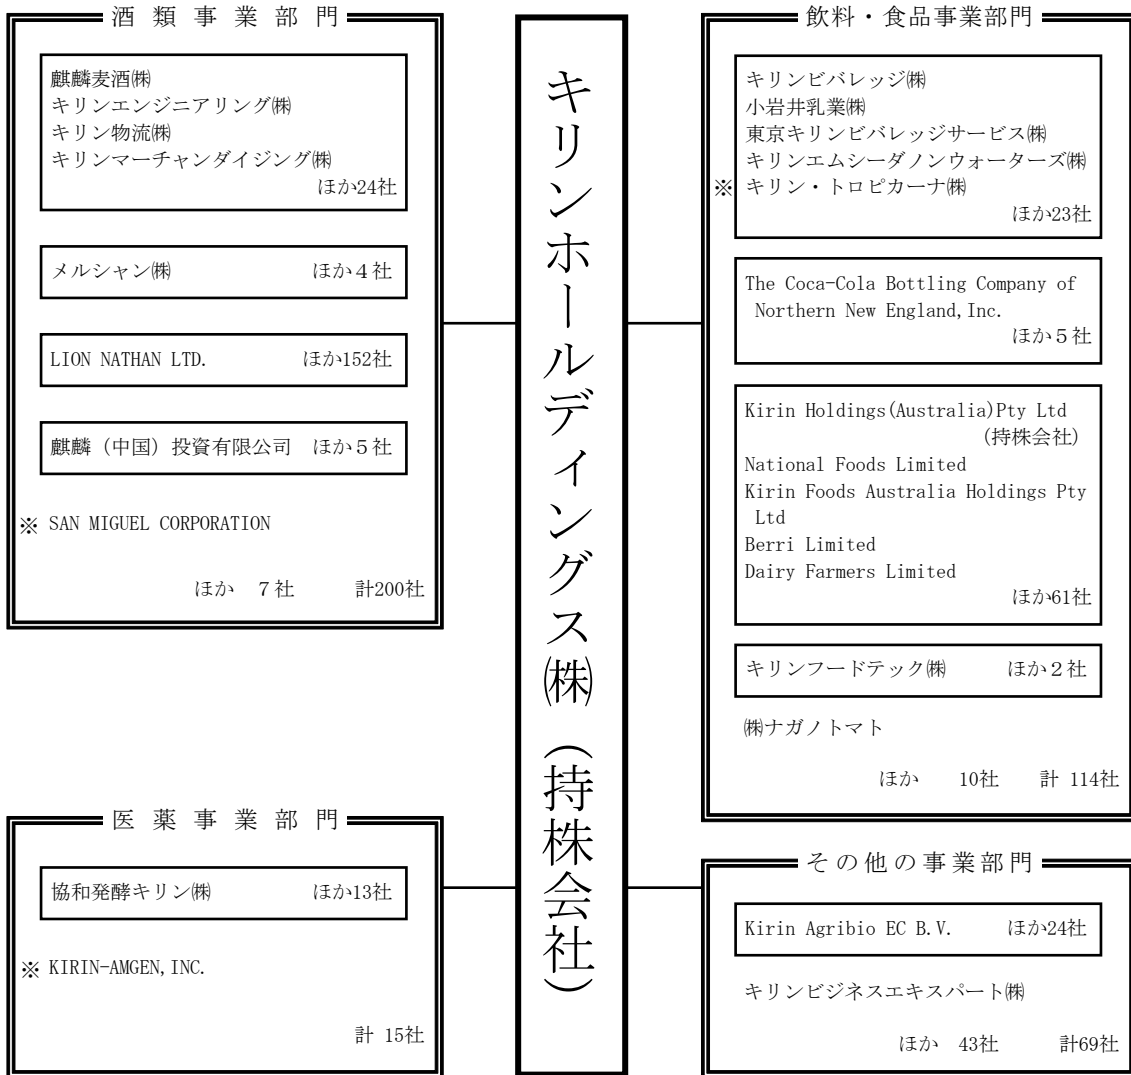 酒類事業部門
麒麟麦酒㈱
キリンエンジニアリング㈱
キリン物流㈱
キリンマーチャンダイジング㈱
ほか24社
メルシャン㈱ ほか４社
LION NATHAN LTD. ほか152社
麒麟（中国）投資有限公司 ほか５社
※ SAN MIGUEL CORPORATION
ほか ７社 計200社
医薬事業部門
協和発酵キリン㈱ ほか13社
※ KIRIN-AMGEN,INC.
計 15社
キリンホールディングス㈱（持株会社）
飲料・食品事業部門
キリンビバレッジ㈱
小岩井乳業㈱
東京キリンビバレッジサービス㈱
キリンエムシーダノンウォーターズ㈱
※ キリン・トロピカーナ㈱
ほか23社
The Coca-Cola Bottling Company of
Northern New England,Inc.
ほか５社
Kirin Holdings(Australia)Pty Ltd
(持株会社)
National Foods Limited
Kirin Foods Australia Holdings Pty
Ltd
Berri Limited
Dairy Farmers Limited
ほか61社
キリンフードテック㈱ ほか２社
㈱ナガノトマト
ほか 10社 計 114社
その他の事業部門
Kirin Agribio EC B.V. ほか24社
キリンビジネスエキスパート㈱
ほか 43社 計69社